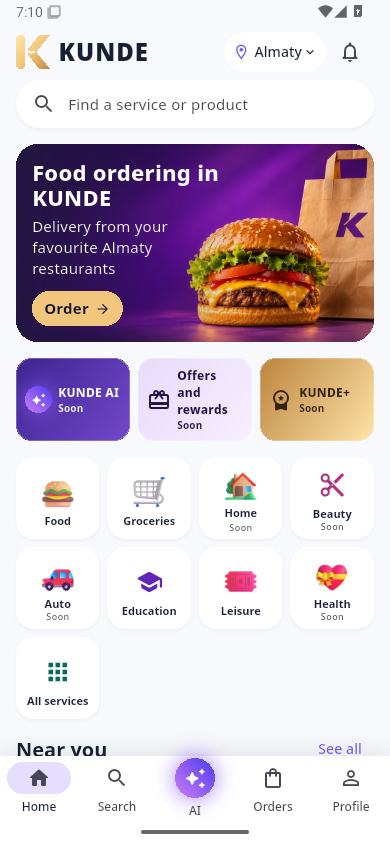 7:10
KUNDE
Almaty
Find a service or product
Food ordering in
KUNDE
Delivery from your
favourite Almaty
restaurants
Order
K
KUNDE AI
Soon
Offers
and
rewards
Soon
KUNDE+
Soon
Food
Groceries
Home
Soon
Beauty
Soon
Auto
Soon
Education
Leisure
Health
Soon
All services
Near you
See all
Home
Search
AI
Orders
Profile